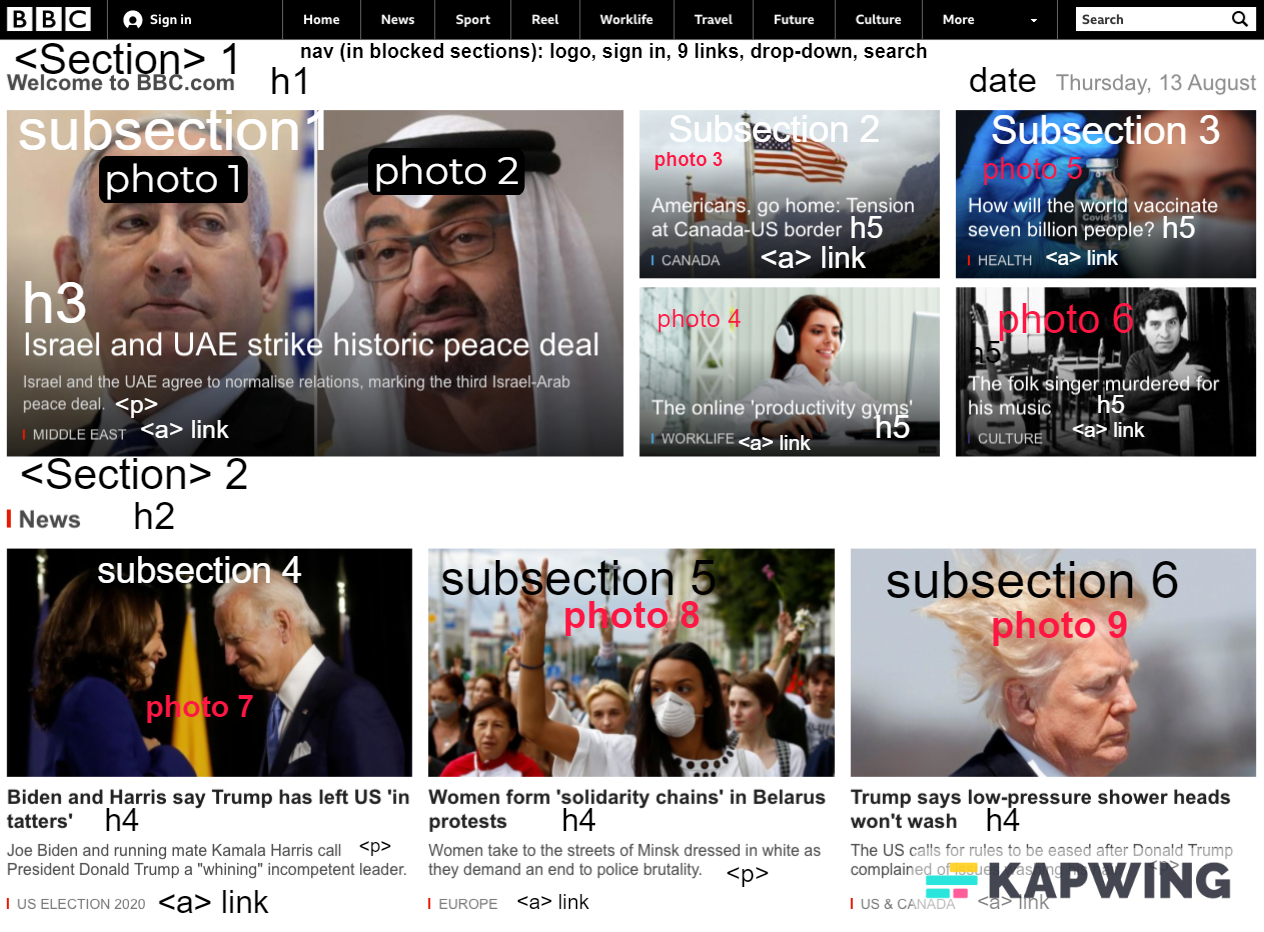 BBC Sign in Home News Sport Reel Worklife Travel Future Culture More Search
<Section> 1
nav (in blocked sections): logo, sign in, 9 links, drop-down, search
Welcome to BBC.com h1 date Thursday, 13 August
subsection1
photo 1
photo 2
h3
Israel and UAE strike historic peace deal
Israel and the UAE agree to normalise relations, marking the third Israel-Arab
peace deal. <p>
MIDDLE EAST <a> link
Subsection 2
photo 3
Americans, go home: Tension
at Canada-US border h5
CANADA <a> link
Subsection 3
photo 5
Covid-19
How will the world vaccinate
seven billion people? h5
HEALTH <a> link
photo 4
The online 'productivity gyms'
h5
WORKLIFE <a> link
photo 6
h5
The folk singer murdered for
his music h5
CULTURE <a> link
<Section> 2
News h2
subsection 4
photo 7
Biden and Harris say Trump has left US 'in
tatters' h4
Joe Biden and running mate Kamala Harris call <p>
President Donald Trump a "whining" incompetent leader.
US ELECTION 2020 <a> link
subsection 5
photo 8
Women form 'solidarity chains' in Belarus
protests h4
Women take to the streets of Minsk dressed in white as
they demand an end to police brutality. <p>
EUROPE <a> link
subsection 6
photo 9
Trump says low-pressure shower heads
won't wash h4
The US calls for rules to be eased after Donald Trump
complained of <p>
US & CANADA <a> link
KAPWING